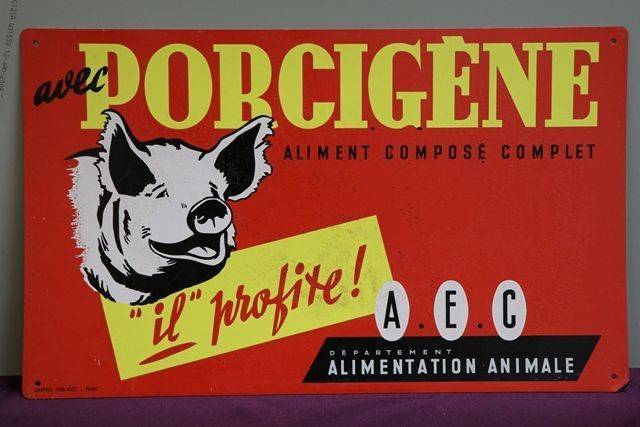 avec PORCIGÈNE
ALIMENT COMPOSÉ COMPLET
"il" profite!
A.E.C
DÉPARTEMENT
ALIMENTATION ANIMALE